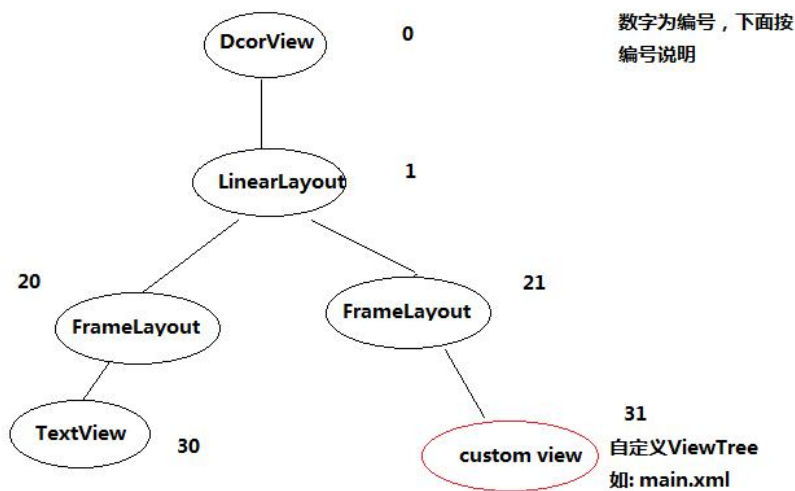 DcorView
0
数字为编号，下面按
编号说明
LinearLayout
1
20
FrameLayout
FrameLayout
21
TextView
30
custom view
31
自定义ViewTree
如: main.xml